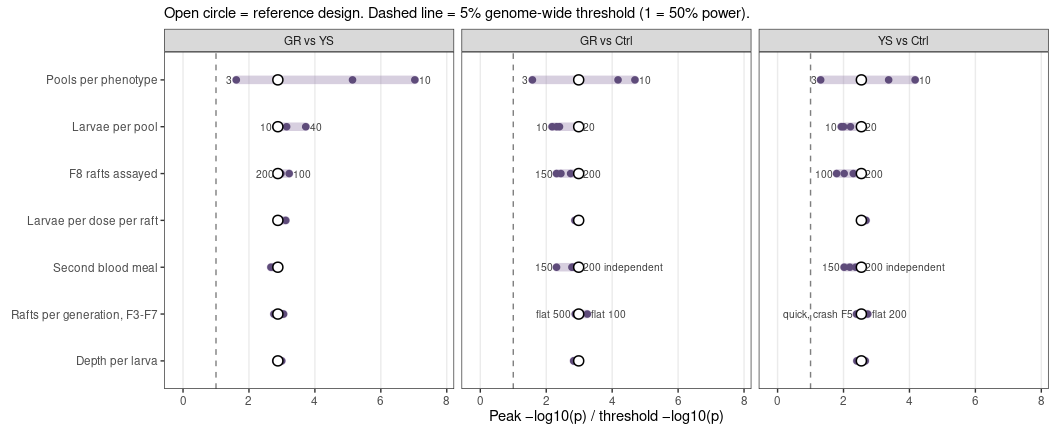 Open circle = reference design. Dashed line = 5% genome-wide threshold (1 = 50% power).
GR vs YS GR vs Ctrl YS vs Ctrl
Pools per phenotype 3 10 3 10 3 10
Larvae per pool 10 40 10 20 10 20
F8 rafts assayed 200 100 150 200 100 200
Larvae per dose per raft
Second blood meal 150 200 independent 150 200 independent
Rafts per generation, F3-F7 flat 500 flat 100 quick, crash F5 flat 200
Depth per larva
0 2 4 6 8 0 2 4 6 8 0 2 4 6 8
Peak −log10(p) / threshold −log10(p)